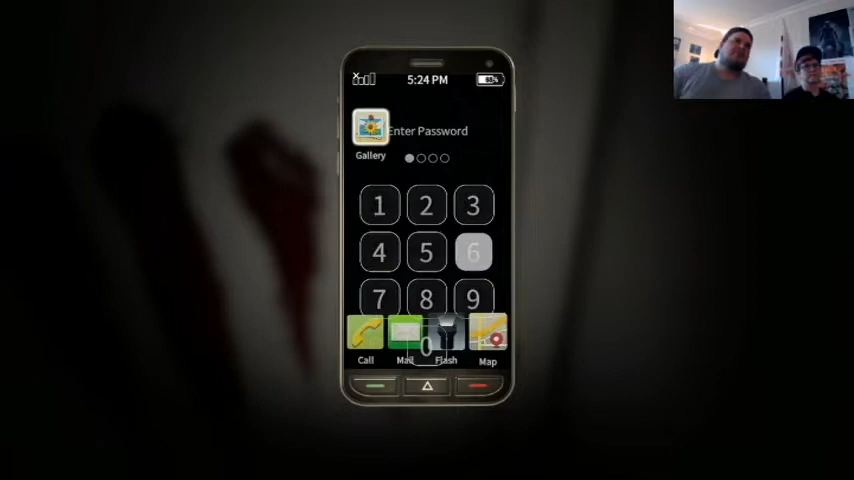 5:24 PM
Enter Password
Gallery
1 2 3
4 5 6
7 8 9
0
Call Mail Flash Map